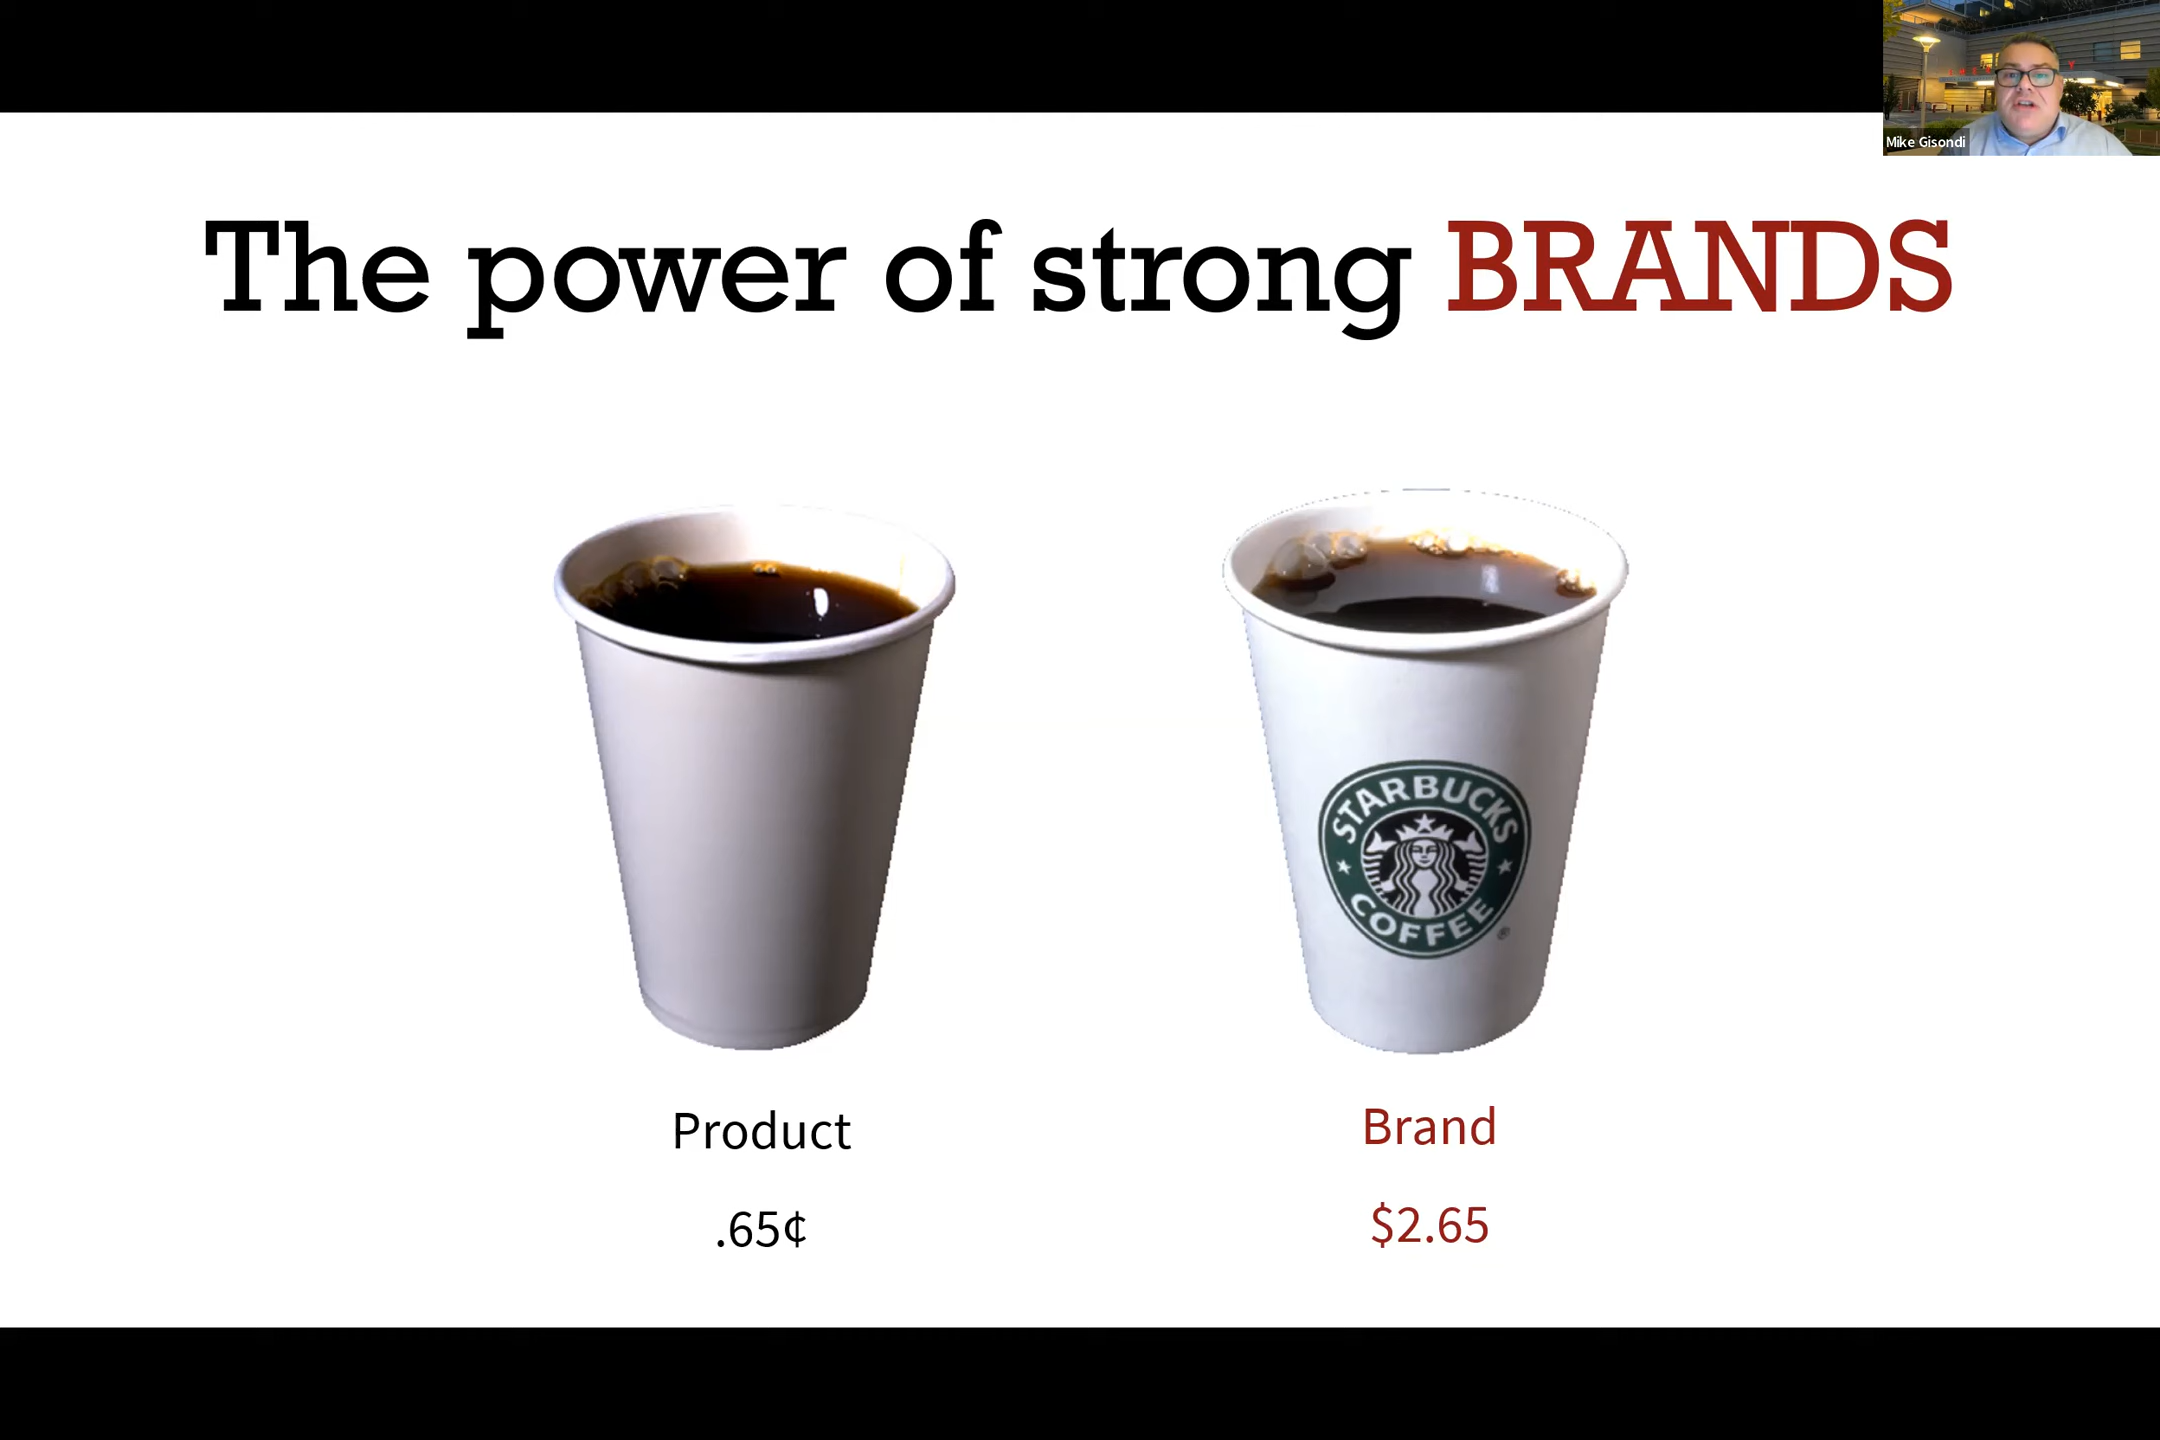 Mike Gisondi
The power of strong BRANDS
STARBUCKS
COFFEE
®
Product
Brand
.65¢
$2.65